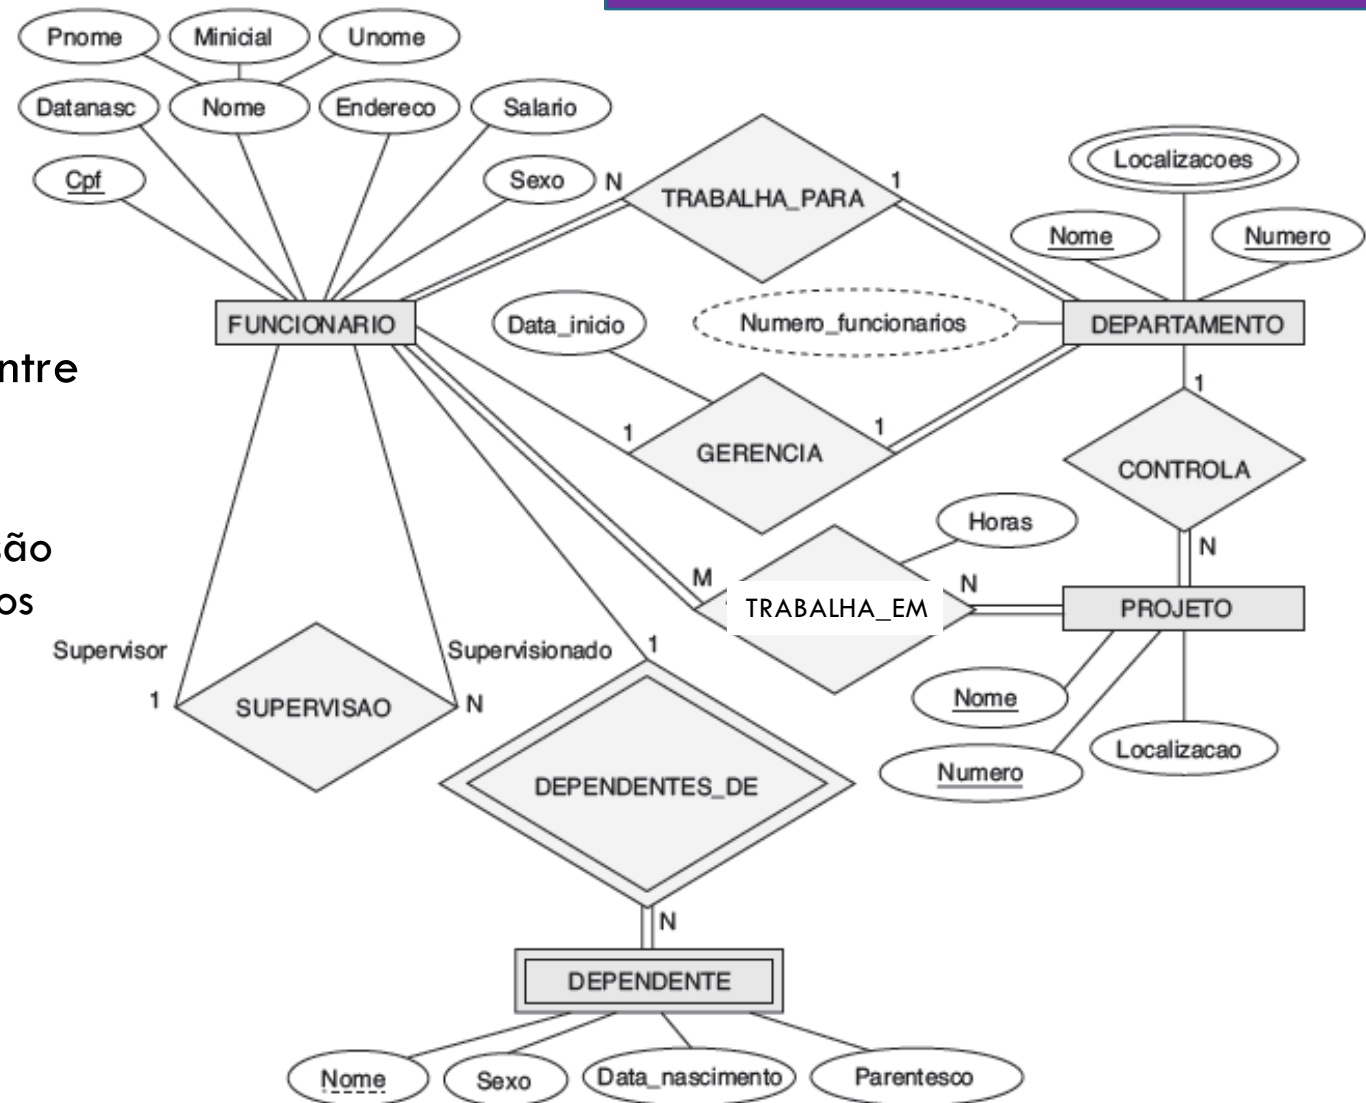 Pnome Minicial Unome
Datanasc Nome Endereco Salario
Cpf Sexo N TRABALHA_PARA 1 Localizacoes
Nome Numero
FUNCIONARIO Data_inicio Numero_funcionarios DEPARTAMENTO
ntre
1 GERENCIA 1 1
CONTROLA
Horas
são
os
M TRABALHA_EM N N
PROJETO
Supervisor Supervisionado 1
1 SUPERVISAO N Nome
Localizacao
Numero
DEPENDENTES_DE
N
DEPENDENTE
Nome Sexo Data_nascimento Parentesco